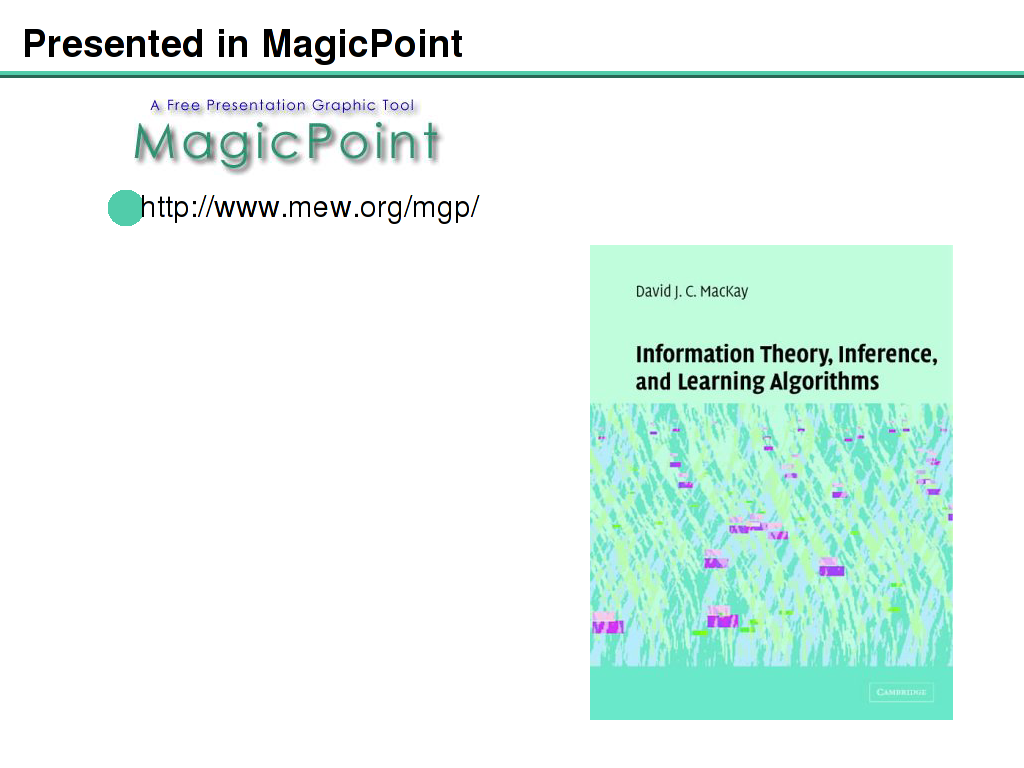 Presented in MagicPoint
A Free Presentation Graphic Tool
MagicPoint
http://www.mew.org/mgp/
David J. C. MacKay
Information Theory, Inference,
and Learning Algorithms
CAMBRIDGE